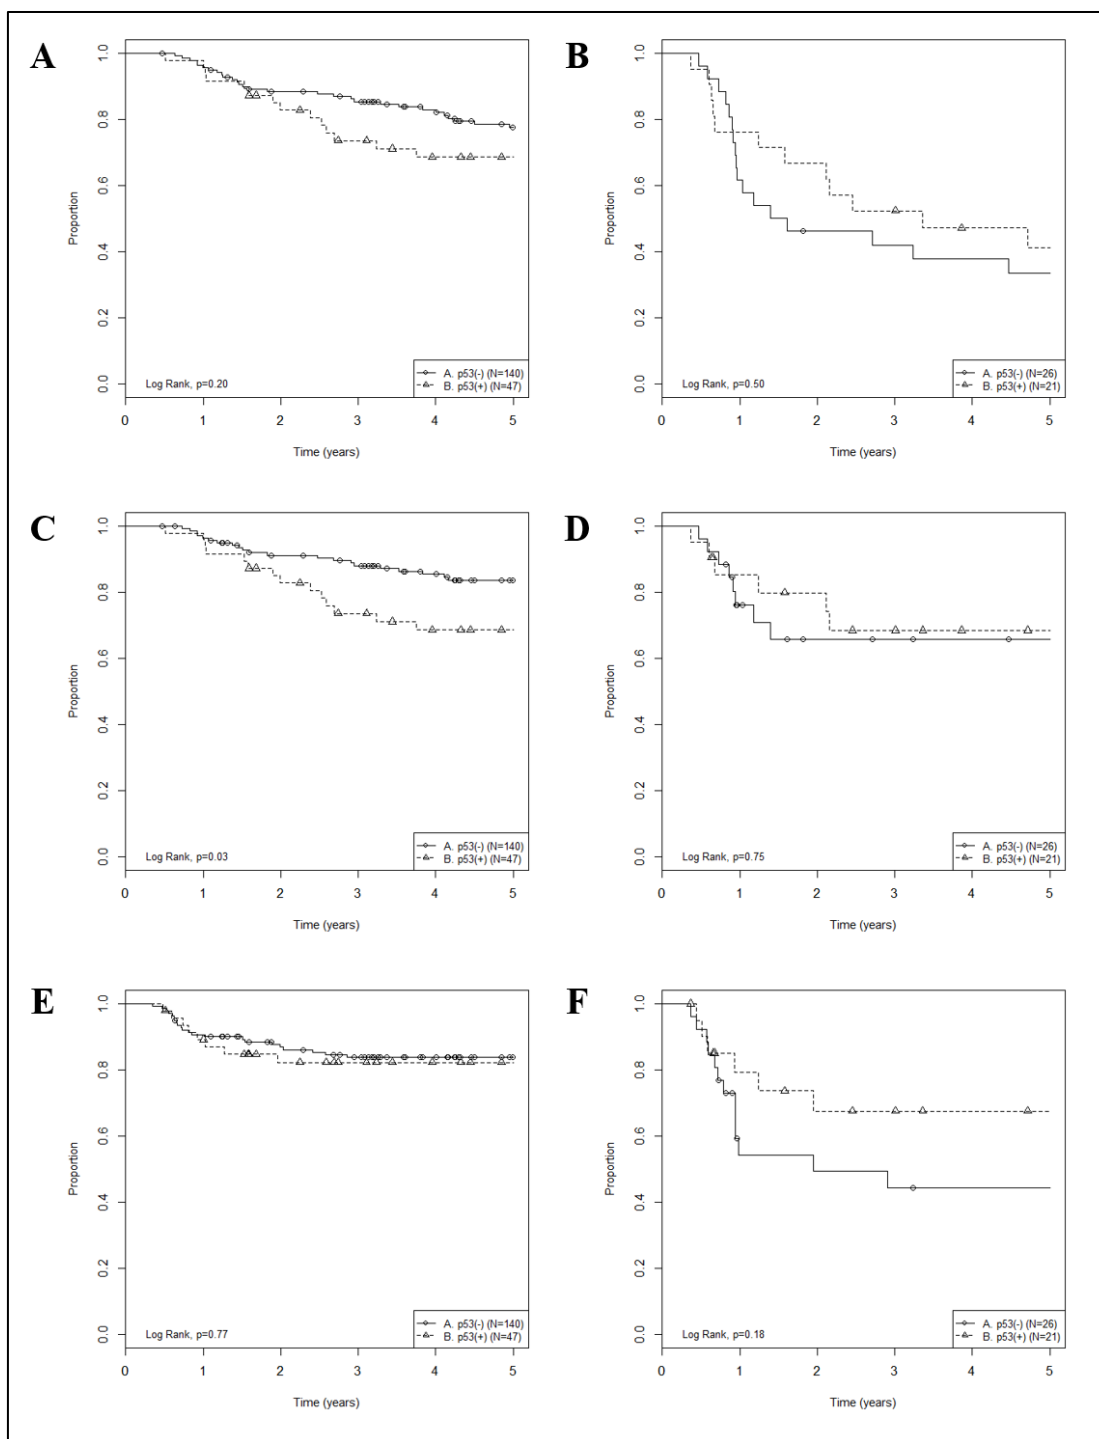 A
Proportion
1.0
0.8
0.6
0.4
0.2
0.0
Log Rank, p=0.20
A. p53(-) (N=140)
B. p53(+) (N=47)
0 1 2 3 4 5
Time (years)
B
Proportion
1.0
0.8
0.6
0.4
0.2
0.0
Log Rank, p=0.50
A. p53(-) (N=26)
B. p53(+) (N=21)
0 1 2 3 4 5
Time (years)
C
Proportion
1.0
0.8
0.6
0.4
0.2
0.0
Log Rank, p=0.03
A. p53(-) (N=140)
B. p53(+) (N=47)
0 1 2 3 4 5
Time (years)
D
Proportion
1.0
0.8
0.6
0.4
0.2
0.0
Log Rank, p=0.75
A. p53(-) (N=26)
B. p53(+) (N=21)
0 1 2 3 4 5
Time (years)
E
Proportion
1.0
0.8
0.6
0.4
0.2
0.0
Log Rank, p=0.77
A. p53(-) (N=140)
B. p53(+) (N=47)
0 1 2 3 4 5
Time (years)
F
Proportion
1.0
0.8
0.6
0.4
0.2
0.0
Log Rank, p=0.18
A. p53(-) (N=26)
B. p53(+) (N=21)
0 1 2 3 4 5
Time (years)